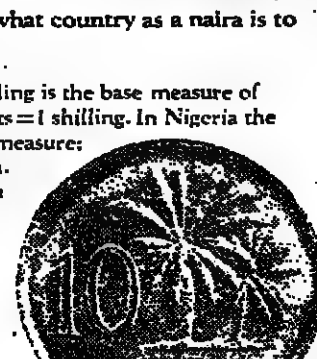 what country as a naira is to
.
ling is the base measure of
ts=1 shilling. In Nigeria the
measure:
.
10